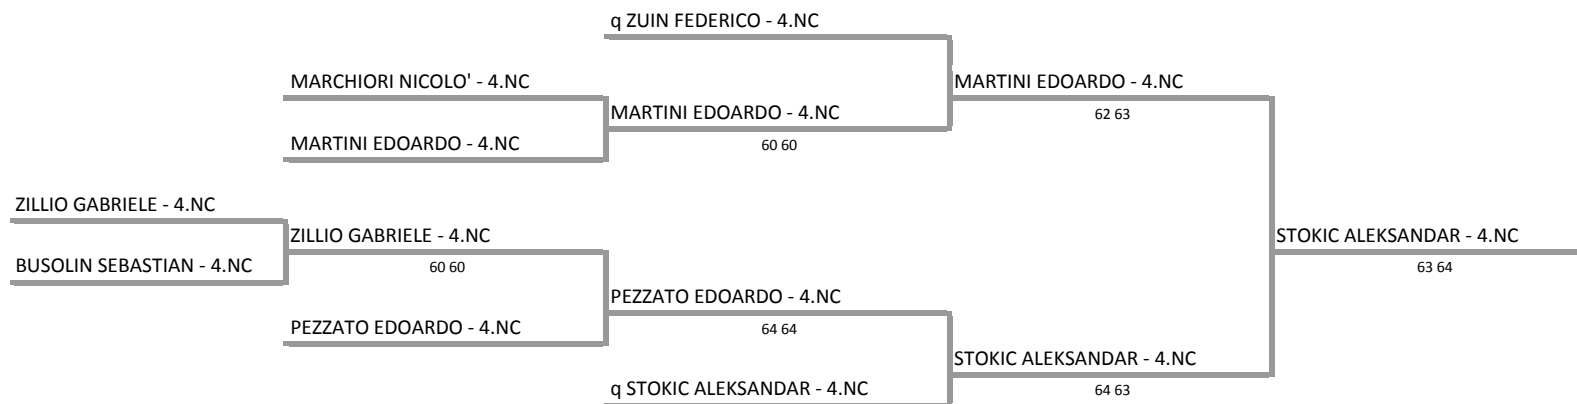 q ZUIN FEDERICO - 4.NC
MARCHIORI NICOLO' - 4.NC
MARTINI EDOARDO - 4.NC
MARTINI EDOARDO - 4.NC
62 63
MARTINI EDOARDO - 4.NC
60 60
ZILLIO GABRIELE - 4.NC
ZILLIO GABRIELE - 4.NC
STOKIC ALEKSANDAR - 4.NC
BUSOLIN SEBASTIAN - 4.NC
60 60
63 64
PEZZATO EDOARDO - 4.NC
PEZZATO EDOARDO - 4.NC
64 64
STOKIC ALEKSANDAR - 4.NC
q STOKIC ALEKSANDAR - 4.NC
64 63